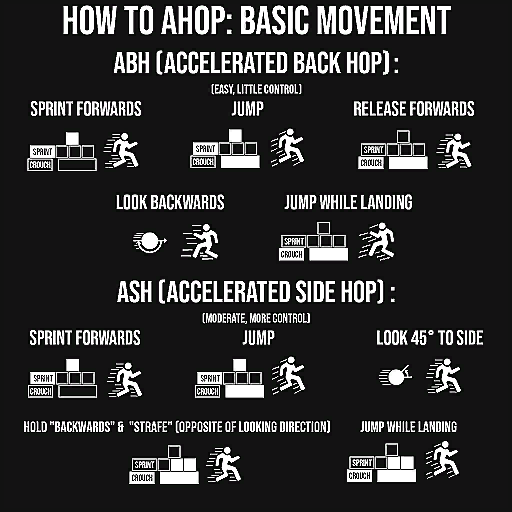 HOW TO AHOP: BASIC MOVEMENT
ABH (ACCELERATED BACK HOP) :
(EASY, LITTLE CONTROL)
SPRINT FORWARDS JUMP RELEASE FORWARDS
SPRINT SPRINT SPRINT
CROUCH CROUCH CROUCH
LOOK BACKWARDS JUMP WHILE LANDING
SPRINT
CROUCH
ASH (ACCELERATED SIDE HOP) :
(MODERATE, MORE CONTROL)
SPRINT FORWARDS JUMP LOOK 45° TO SIDE
SPRINT SPRINT
CROUCH CROUCH
HOLD "BACKWARDS" & "STRAFE" (OPPOSITE OF LOOKING DIRECTION) JUMP WHILE LANDING
SPRINT SPRINT
CROUCH CROUCH